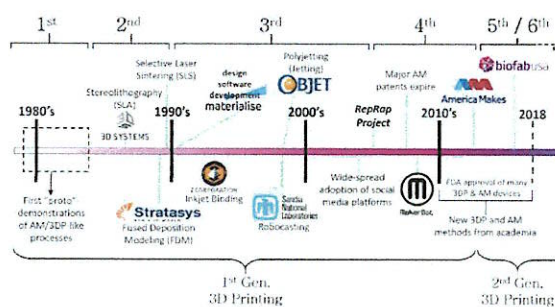 1st 2nd 3rd 4th 5th / 6th
Selective Laser
Sintering (SLS)
Stereolithography
(SLA)
3D SYSTEMS
design
software
development
materialise
Polyjetting
(Jetting)
OBJET
RepRap
Project
Major AM
patents expire
America Makes
biofabusa
1980's 1990's 2000's 2010's 2018
First "proto"
demonstrations
of AM/3DP like
processes
Stratasys
Fused Deposition
Modeling (FDM)
Inkjet Binding
Sandia
National
Laboratories
Robocasting
Wide-spread
adoption of social
media platforms
MakerBot
FDA approval of many
3DP & AM devices
New 3DP and AM
methods from academia
1st Gen.
3D Printing
2nd Gen.
3D Printing